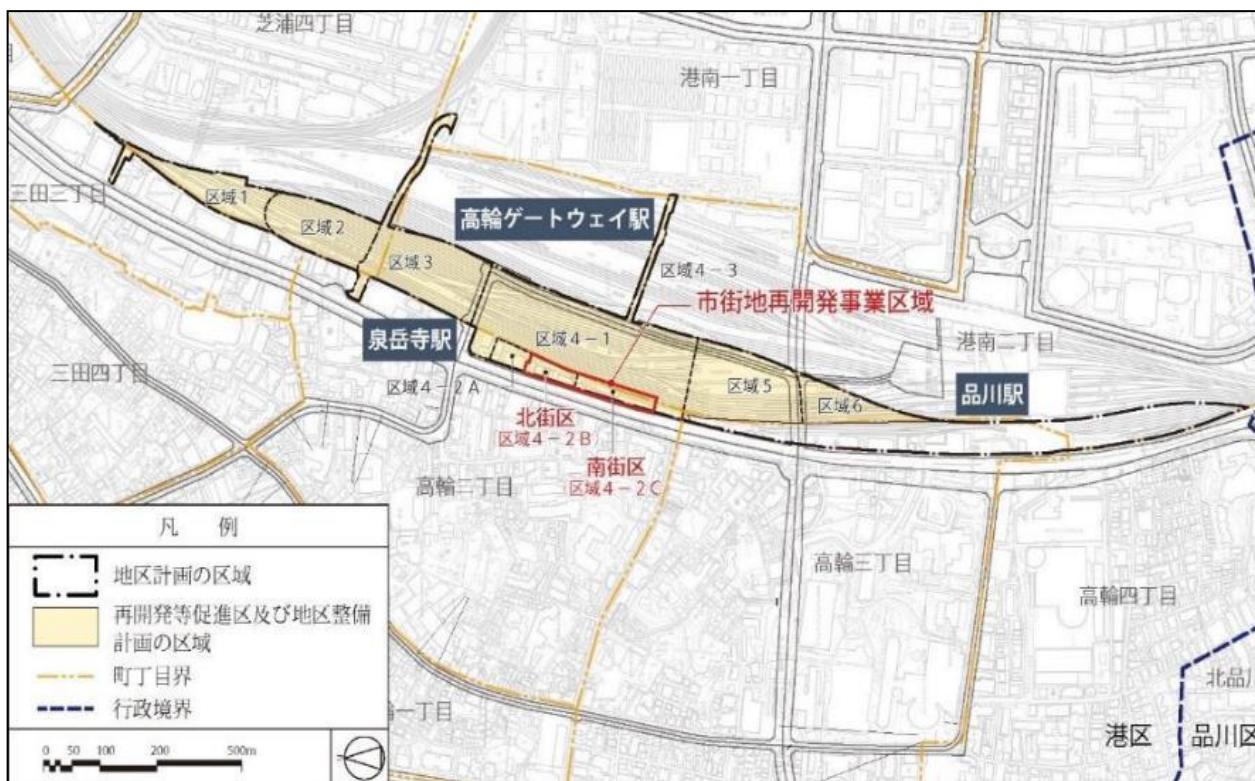 芝浦四丁目
港南一丁目
三田三丁目
区域1
区域2
区域3
高輪ゲートウェイ駅
区域4－3
市街地再開発事業区域
泉岳寺駅
区域4－1
港南二丁目
三田四丁目
区域4－2A
区域5
区域6
品川駅
北街区
区域4－2B
南街区
区域4－2C
高輪二丁目
高輪三丁目
高輪四丁目
凡 例
地区計画の区域
再開発等促進区及び地区整備
計画の区域
町丁目界
行政境界
0 50 100 200 500m
一丁目
北品川
港区
品川区